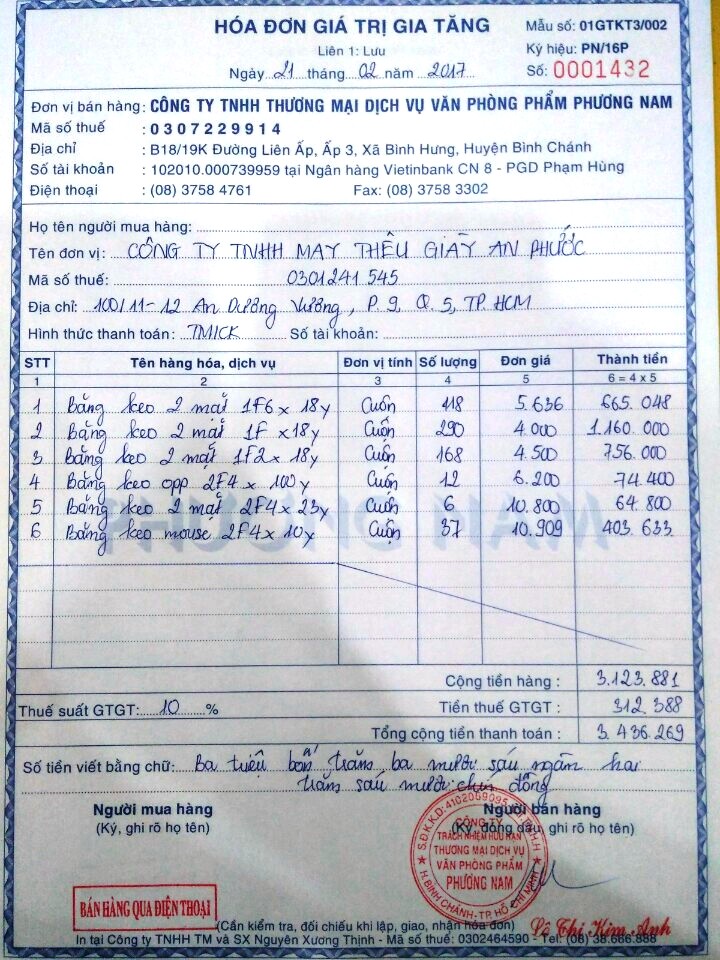 HÓA ĐƠN GIÁ TRỊ GIA TĂNG
Mẫu số: 01GTKT3/002
Liên 1: Lưu
Ký hiệu: PN/16P
Ngày 21 tháng 02 năm 2017
Số: 0001432
Đơn vị bán hàng: CÔNG TY TNHH THƯƠNG MẠI DỊCH VỤ VĂN PHÒNG PHẨM PHƯƠNG NAM
Mã số thuế : 0307229914
Địa chỉ : B18/19K Đường Liên Ấp, Ấp 3, Xã Bình Hưng, Huyện Bình Chánh
Số tài khoản : 102010.000739959 tại Ngân hàng Vietinbank CN 8 - PGD Phạm Hùng
Điện thoại : (08) 3758 4761 Fax: (08) 3758 3302
Họ tên người mua hàng:
Tên đơn vị: CÔNG TY TNHH MAY THÊU GIÀY AN PHƯỚC
Mã số thuế: 0301241545
Địa chỉ: 100/11-12 An Dương Vương, P. 9, Q. 5, TP. HCM
Hình thức thanh toán: TM/CK Số tài khoản:
STT Tên hàng hóa, dịch vụ Đơn vị tính Số lượng Đơn giá Thành tiền
1 2 3 4 5 6 = 4 x 5
1 Băng keo 2 mặt 1F6 x 18y Cuốn 118 5.636 665.048
2 Băng keo 2 mặt 1F x 18y Cuốn 290 4.000 1.160.000
3 Băng keo 2 mặt 1F2 x 18y Cuốn 168 4.500 756.000
4 Băng keo opp 2F4 x 100y Cuốn 12 6.200 74.400
5 Băng keo 2 mặt 2F4 x 23y Cuốn 6 10.800 64.800
6 Băng keo mouse 2F4 x 10y Cuộn 37 10.909 403.633
PHƯƠNG NAM
Cộng tiền hàng : 3.123.881
Thuế suất GTGT: 10 % Tiền thuế GTGT : 312.388
Tổng cộng tiền thanh toán : 3.436.269
Số tiền viết bằng chữ: Ba triệu bốn trăm ba mươi sáu ngàn hai
trăm sáu mươi chín đồng
Người mua hàng Người bán hàng
(Ký, ghi rõ họ tên) (Ký, đóng dấu, ghi rõ họ tên)
S.Đ.K.K.D: 4102059095
CÔNG TY
TRÁCH NHIỆM HỮU HẠN
THƯƠNG MẠI DỊCH VỤ
VĂN PHÒNG PHẨM
PHƯƠNG NAM
H. BÌNH CHÁNH - TP. HỒ CHÍ MINH
BÁN HÀNG QUA ĐIỆN THOẠI
Lê Thị Kim Anh
(Cần kiểm tra, đối chiếu khi lập, giao, nhận hóa đơn)
In tại Công ty TNHH TM và SX Nguyên Xương Thịnh - Mã số thuế: 0302464590 - Tel: (08) 38.666.888